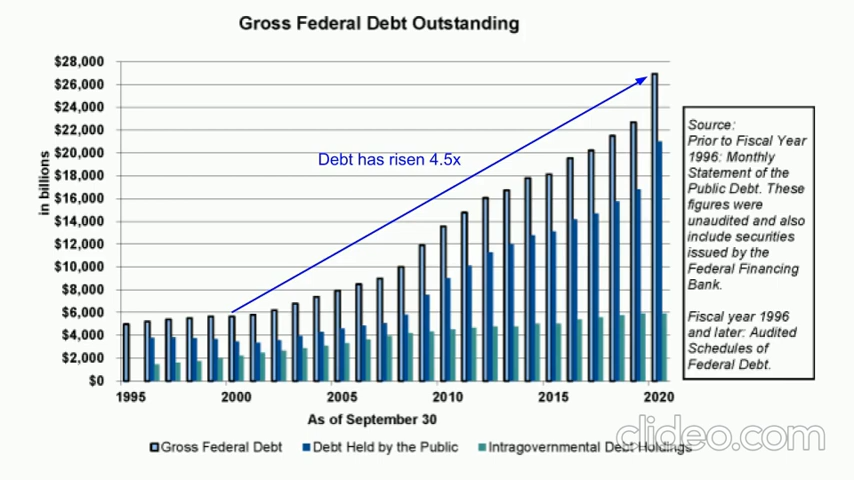 Gross Federal Debt Outstanding
$28,000
$26,000
$24,000
$22,000
$20,000
$18,000
$16,000
$14,000
$12,000
$10,000
$8,000
$6,000
$4,000
$2,000
$0
in billions
Debt has risen 4.5x
1995 2000 2005 2010 2015 2020
As of September 30
Gross Federal Debt Debt Held by the Public Intragovernmental Debt Holdings
Source:
Prior to Fiscal Year
1996: Monthly
Statement of the
Public Debt. These
figures were
unaudited and also
include securities
issued by the
Federal Financing
Bank.
Fiscal year 1996
and later: Audited
Schedules of
Federal Debt.
clideo.com